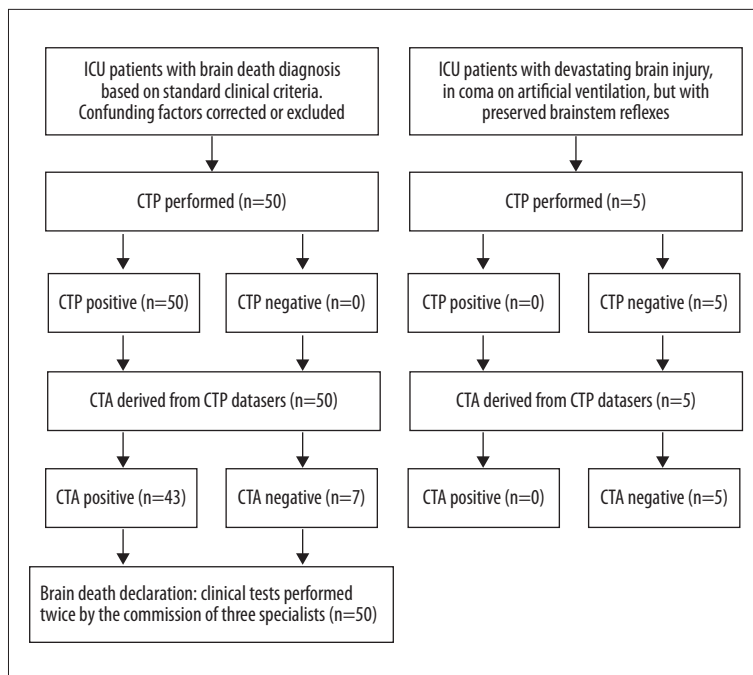 ICU patients with brain death diagnosis
based on standard clinical criteria.
Confunding factors corrected or excluded
ICU patients with devastating brain injury,
in coma on artificial ventilation, but with
preserved brainstem reflexes
CTP performed (n=50)
CTP performed (n=5)
CTP positive (n=50)
CTP negative (n=0)
CTP positive (n=0)
CTP negative (n=5)
CTA derived from CTP datasers (n=50)
CTA derived from CTP datasers (n=5)
CTA positive (n=43)
CTA negative (n=7)
CTA positive (n=0)
CTA negative (n=5)
Brain death declaration: clinical tests performed
twice by the commission of three specialists (n=50)